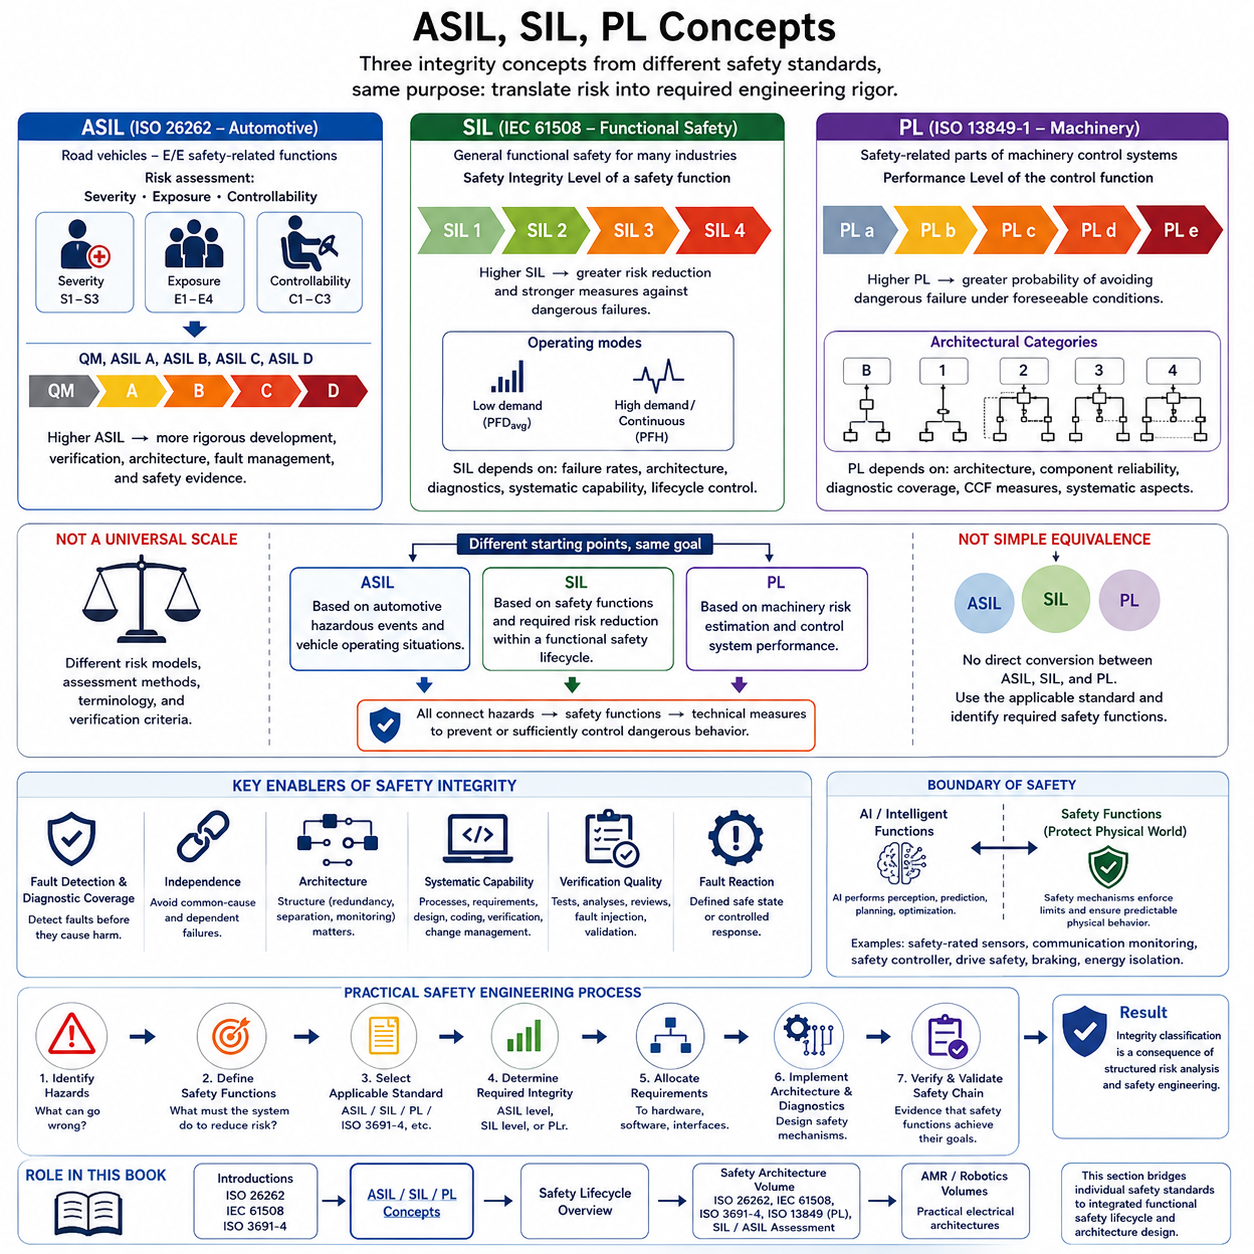 ASIL, SIL, PL Concepts
Three integrity concepts from different safety standards,
same purpose: translate risk into required engineering rigor.
ASIL (ISO 26262 – Automotive)
Road vehicles – E/E safety-related functions
Risk assessment:
Severity • Exposure • Controllability
Severity
S1–S3
Exposure
E1–E4
Controllability
C1–C3
QM, ASIL A, ASIL B, ASIL C, ASIL D
QM
A
B
C
D
Higher ASIL → more rigorous development,
verification, architecture, fault management,
and safety evidence.
SIL (IEC 61508 – Functional Safety)
General functional safety for many industries
Safety Integrity Level of a safety function
SIL 1
SIL 2
SIL 3
SIL 4
Higher SIL → greater risk reduction
and stronger measures against
dangerous failures.
Operating modes
Low demand
(PFDavg)
High demand/
Continuous
(PFH)
SIL depends on: failure rates, architecture,
diagnostics, systematic capability, lifecycle control.
PL (ISO 13849-1 – Machinery)
Safety-related parts of machinery control systems
Performance Level of the control function
PL a
PL b
PL c
PL d
PL e
Higher PL → greater probability of avoiding
dangerous failure under foreseeable conditions.
Architectural Categories
B
1
2
3
4
PL depends on: architecture, component reliability,
diagnostic coverage, CCF measures, systematic aspects.
NOT A UNIVERSAL SCALE
Different risk models,
assessment methods,
terminology, and
verification criteria.
Different starting points, same goal
ASIL
Based on automotive
hazardous events and
vehicle operating situations.
SIL
Based on safety functions
and required risk reduction
within a functional safety
lifecycle.
PL
Based on machinery risk
estimation and control
system performance.
All connect hazards → safety functions → technical measures
to prevent or sufficiently control dangerous behavior.
NOT SIMPLE EQUIVALENCE
ASIL
SIL
PL
No direct conversion between
ASIL, SIL, and PL.
Use the applicable standard and
identify required safety functions.
KEY ENABLERS OF SAFETY INTEGRITY
Fault Detection &
Diagnostic Coverage
Detect faults before
they cause harm.
Independence
Avoid common-cause
and dependent
failures.
Architecture
Structure (redundancy,
separation, monitoring)
matters.
</>
Systematic Capability
Processes, requirements,
design, coding, verification,
change management.
Verification Quality
Tests, analyses, reviews,
fault injection,
validation.
Fault Reaction
Defined safe state
or controlled
response.
BOUNDARY OF SAFETY
AI / Intelligent
Functions
AI performs perception, prediction,
planning, optimization.
Safety Functions
(Protect Physical World)
Safety mechanisms enforce
limits and ensure predictable
physical behavior.
Examples: safety-rated sensors, communication monitoring,
safety controller, drive safety, braking, energy isolation.
PRACTICAL SAFETY ENGINEERING PROCESS
1. Identify
Hazards
What can go
wrong?
2. Define
Safety Functions
What must the system
do to reduce risk?
3. Select
Applicable Standard
ASIL / SIL / PL /
ISO 3691-4, etc.
4. Determine
Required Integrity
ASIL level,
SIL level, or PLr.
5. Allocate
Requirements
To hardware,
software, interfaces.
6. Implement
Architecture &
Diagnostics
Design safety
mechanisms.
7. Verify & Validate
Safety Chain
Evidence that safety
functions achieve
their goals.
Result
Integrity classification
is a consequence of
structured risk analysis
and safety engineering.
ROLE IN THIS BOOK
Introductions
ISO 26262
IEC 61508
ISO 3691-4
ASIL / SIL / PL
Concepts
Safety Lifecycle
Overview
Safety Architecture
Volume
ISO 26262, IEC 61508,
ISO 3691-4, ISO 13849 (PL),
SIL / ASIL Assessment
AMR / Robotics
Volumes
Practical electrical
architectures
This section bridges
individual safety standards
to integrated functional
safety lifecycle and
architecture design.